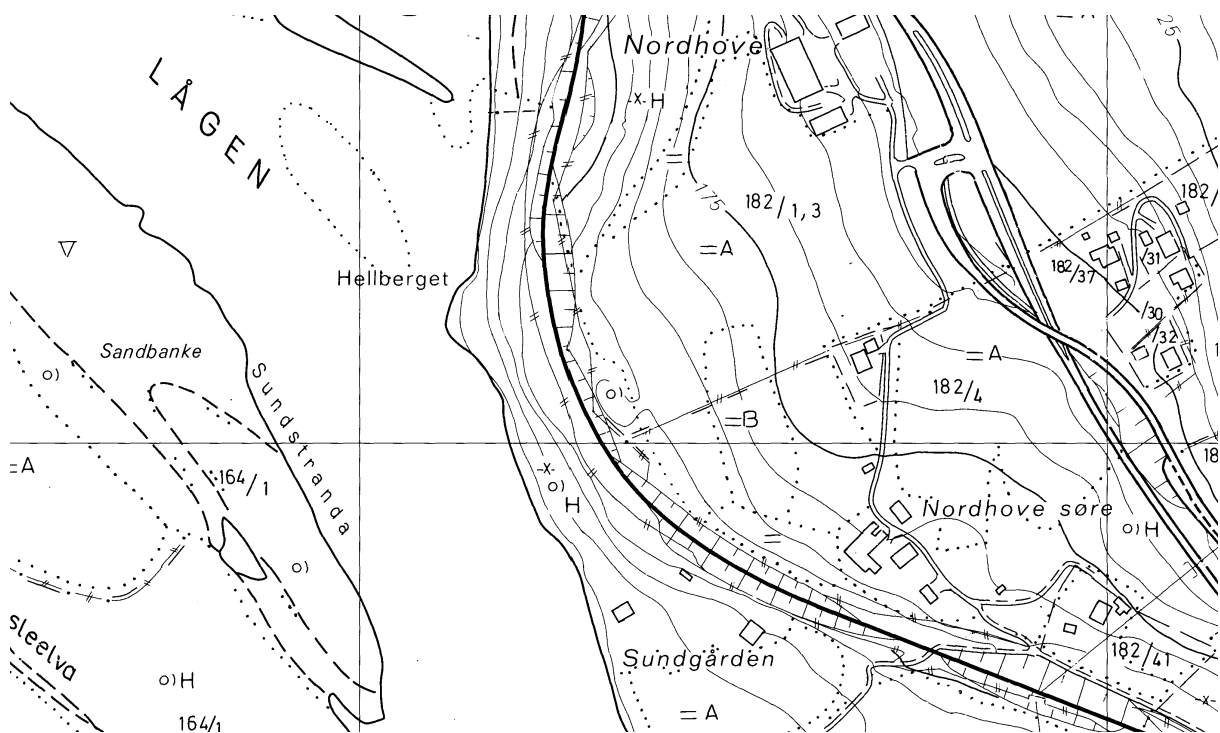 Nordhove
LÅGEN
H
A
25
175
182/1,3
182/
A
Hellberget
182/37
/31
/30
/32
Sandbanke
A
182/4
B
Sundstranda
A
164/1
H
Nordhove søre
H
sleelva
H
Sundgården
182/41
A
164/1